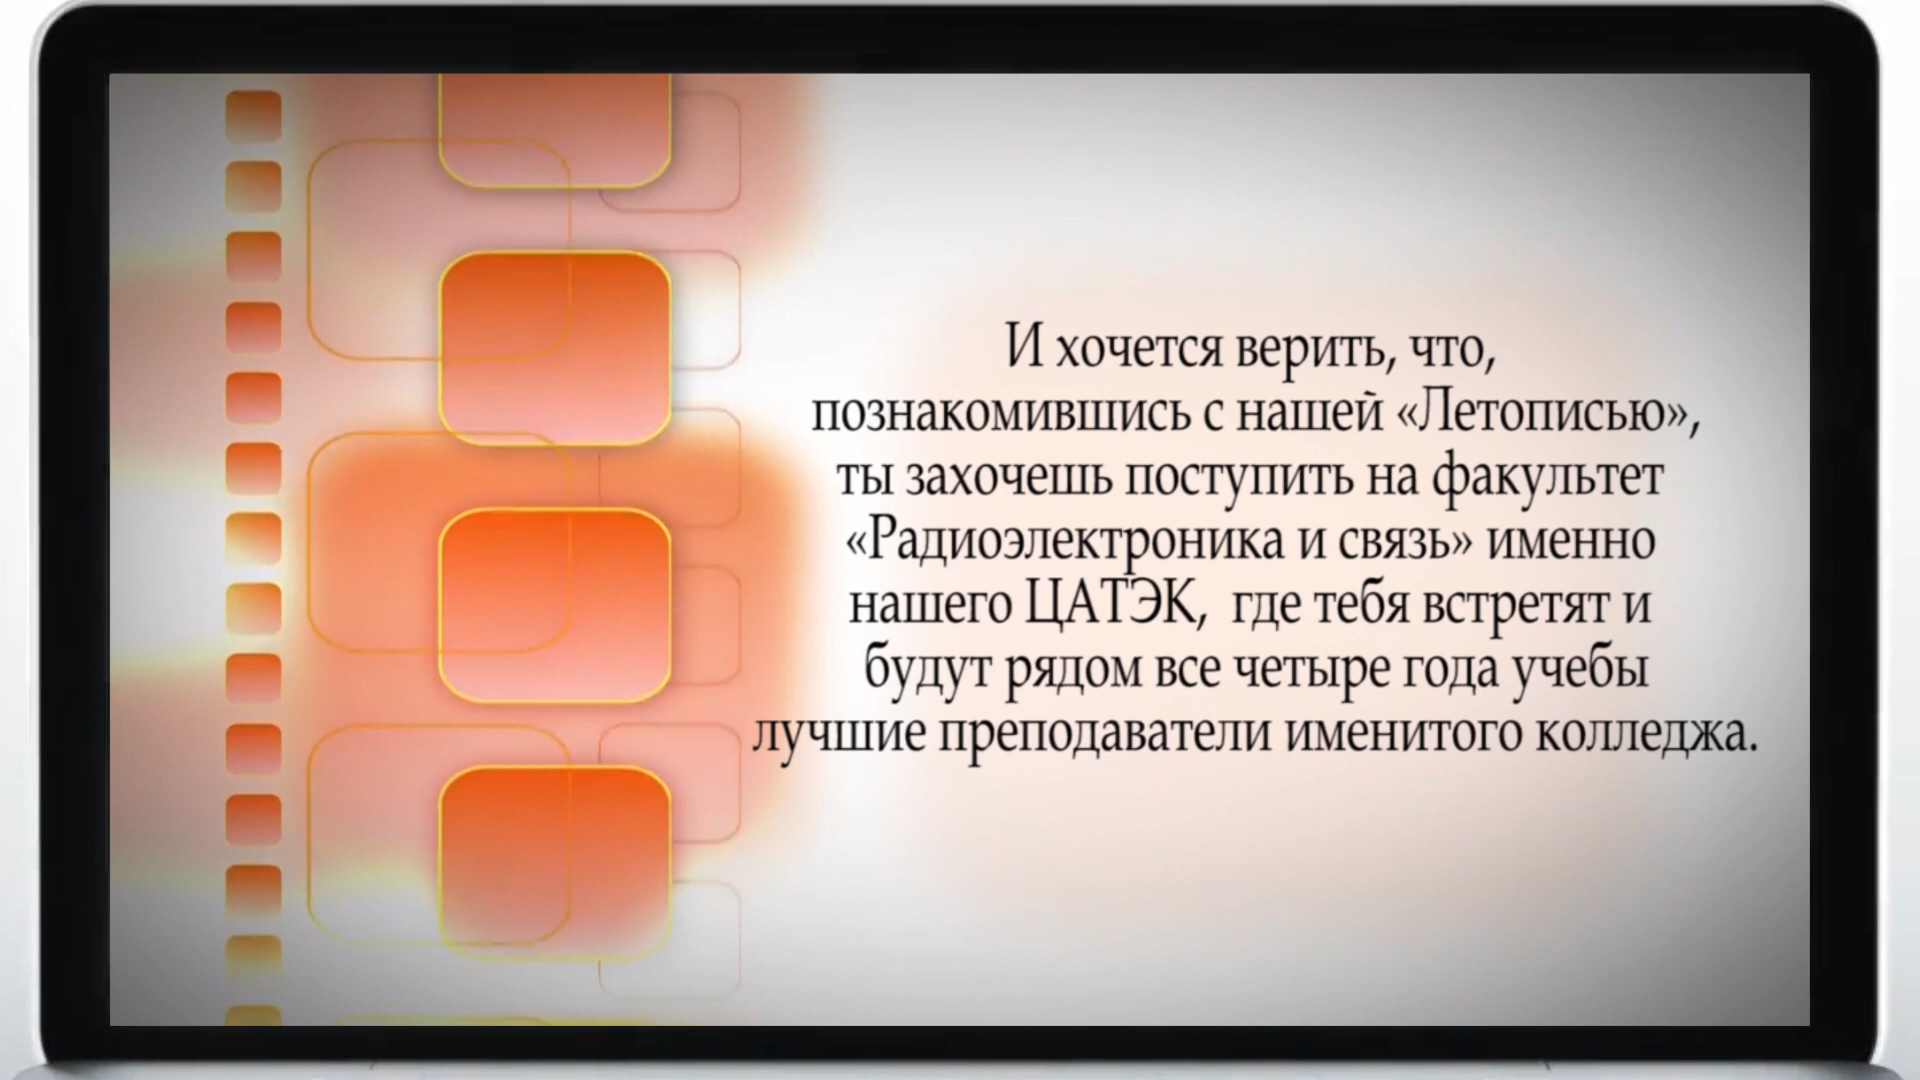 И хочется верить, что,
познакомившись с нашей «Летописью»,
ты захочешь поступить на факультет
«Радиоэлектроника и связь» именно
нашего ЦАТЭК,  где тебя встретят и
будут рядом все четыре года учебы
лучшие преподаватели именитого колледжа.